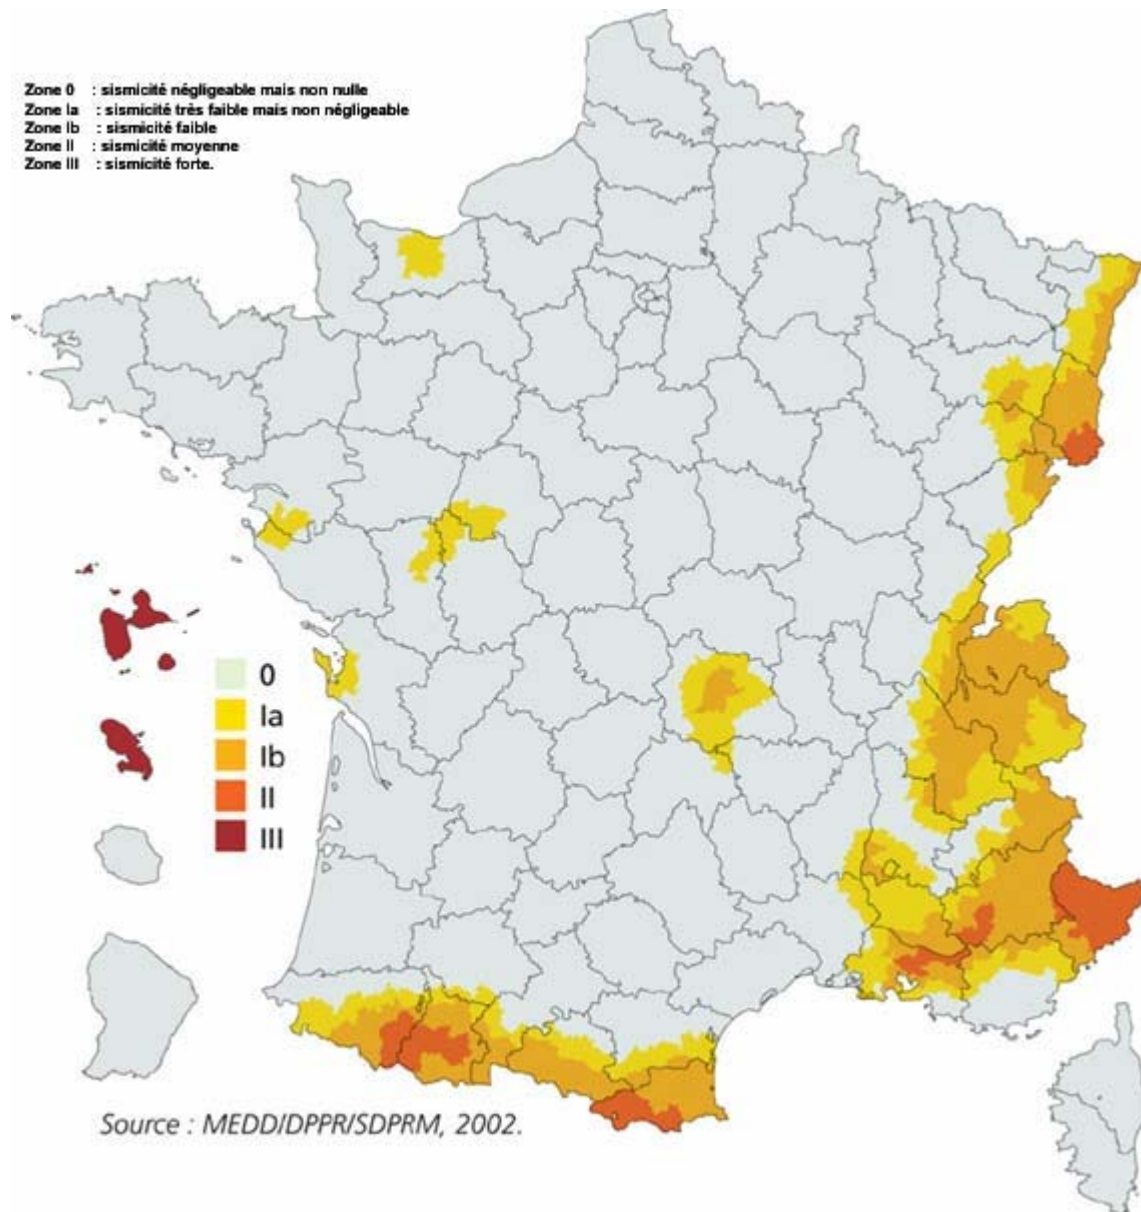 Zone 0 : sismicité négligeable mais non nulle
Zone Ia : sismicité très faible mais non négligeable
Zone Ib : sismicité faible
Zone II : sismicité moyenne
Zone III : sismicité forte.
0
Ia
Ib
II
III
Source : MEDD/DPPR/SDPRM, 2002.